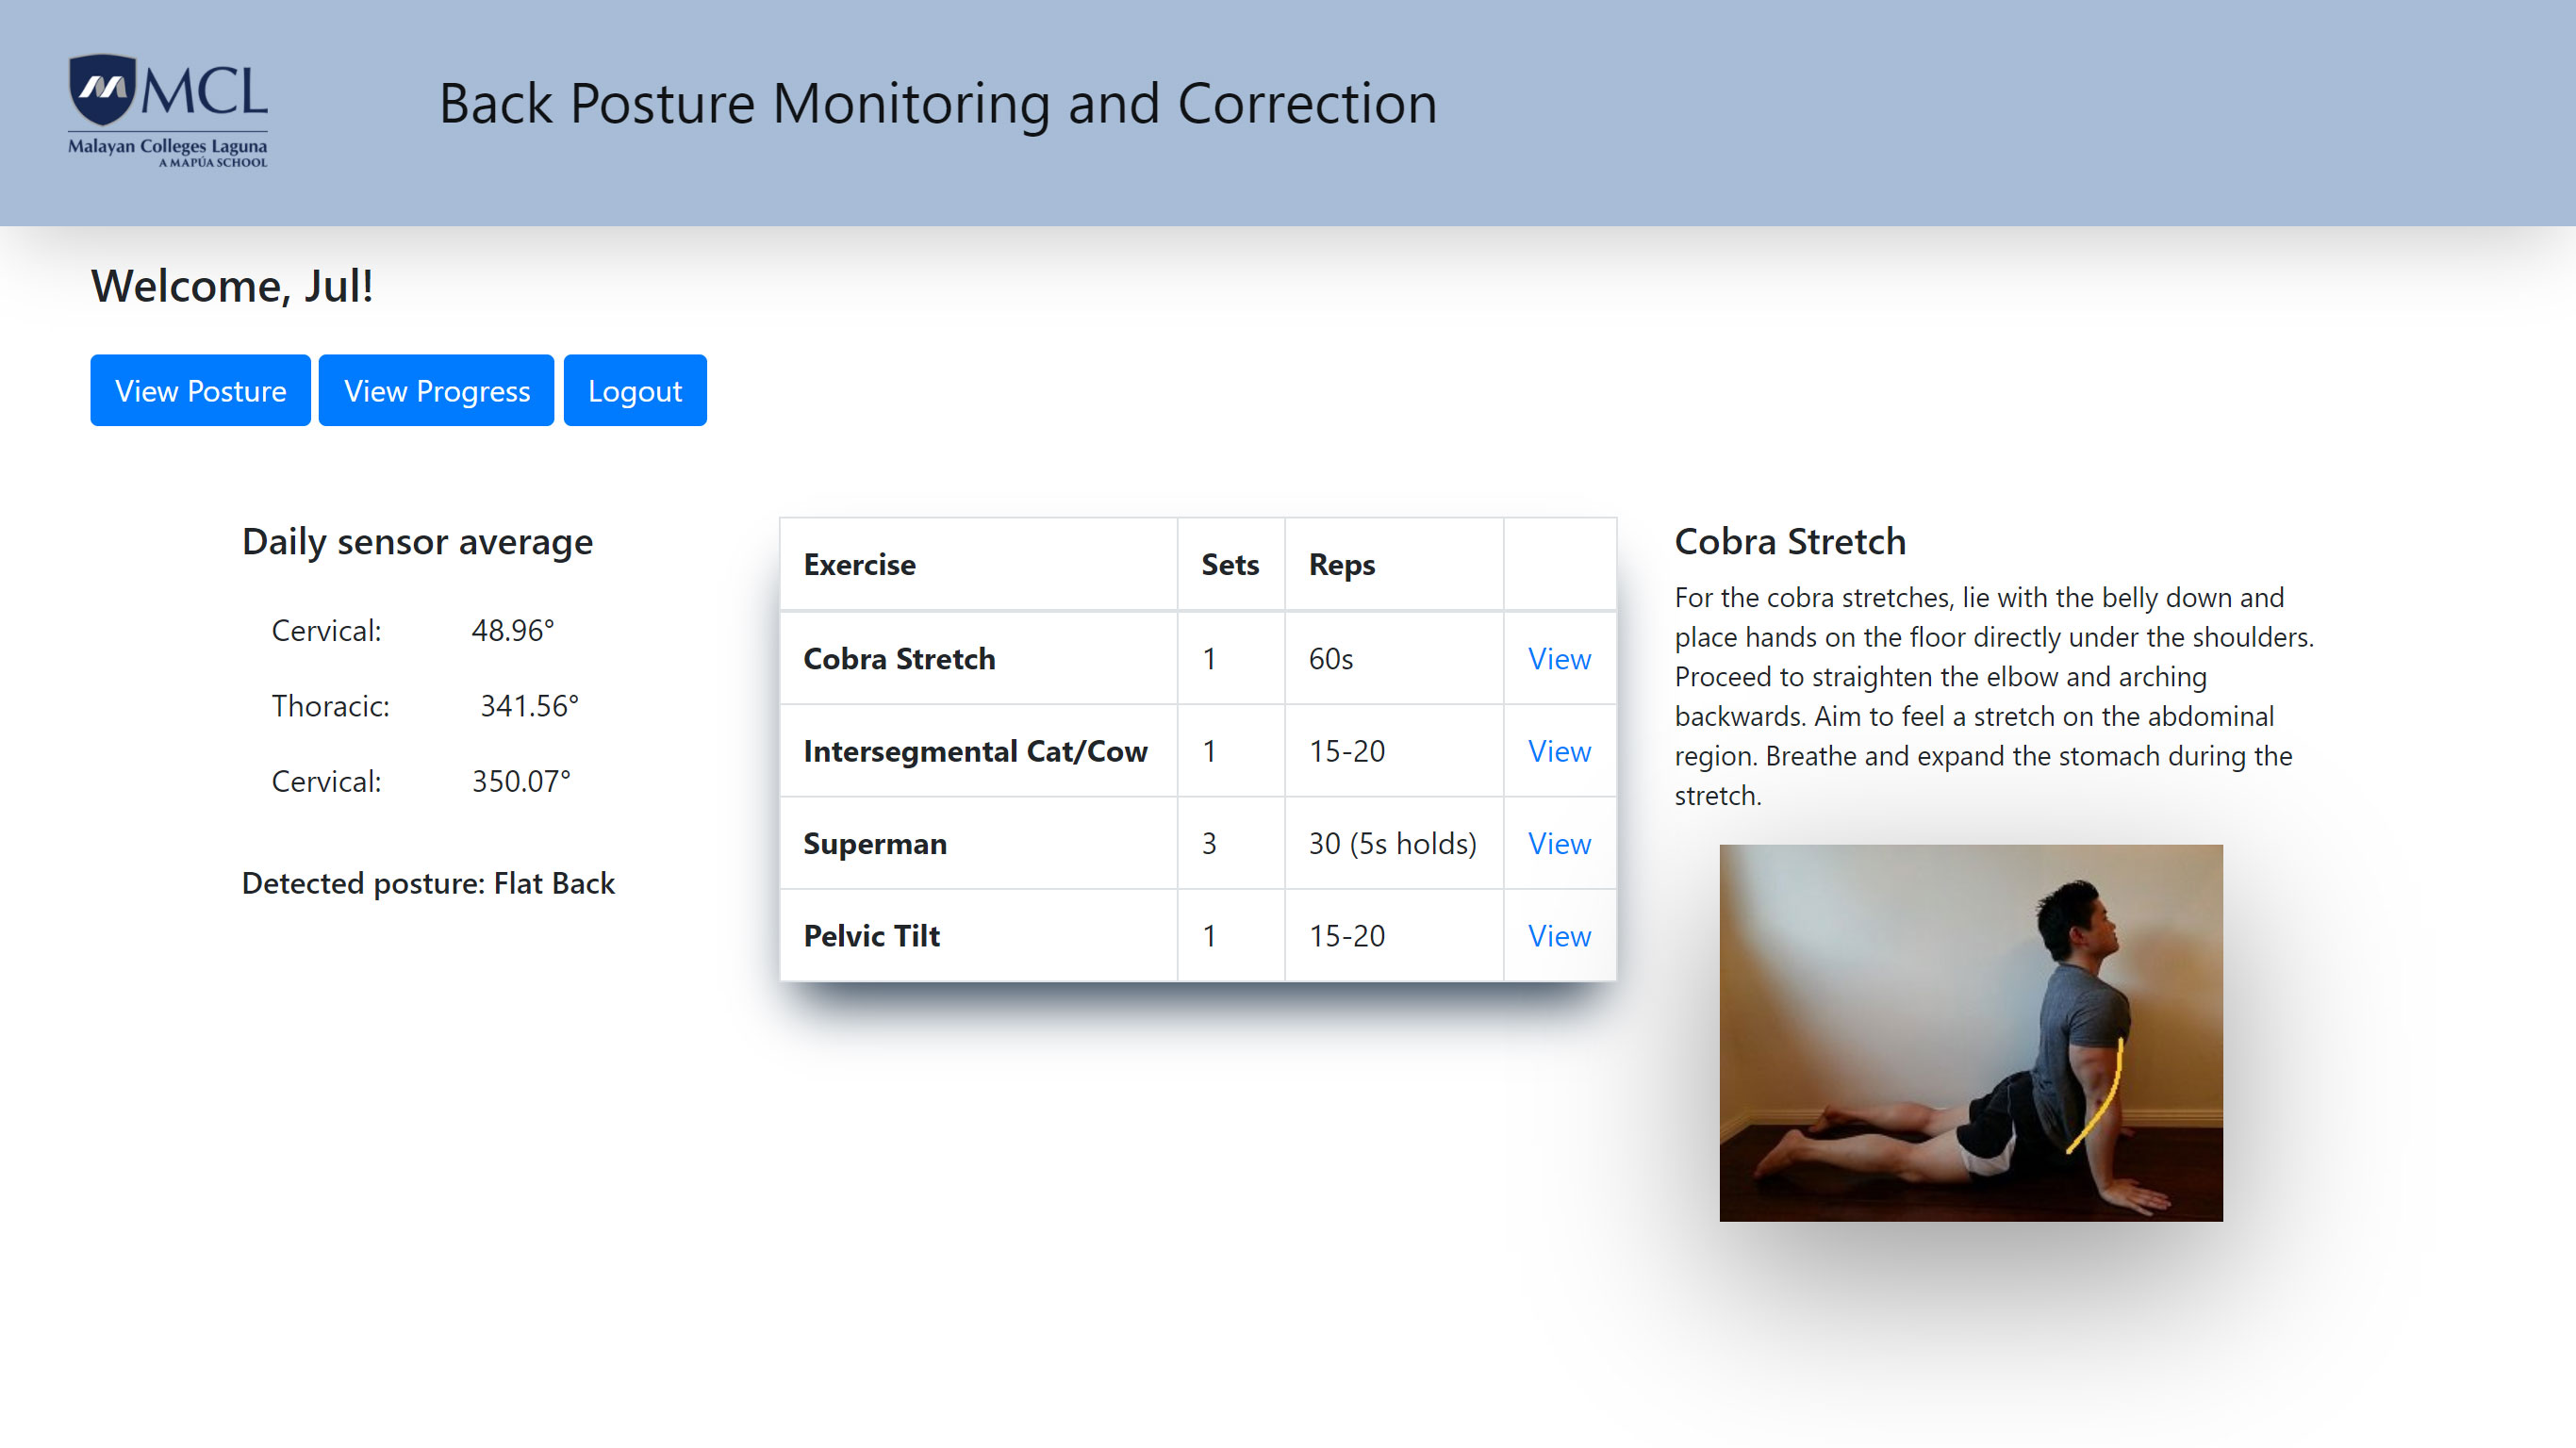 MCL
Malayan Colleges Laguna
A MAPÚA SCHOOL
Back Posture Monitoring and Correction
Welcome, Jul!
View Posture View Progress Logout
Daily sensor average
Cervical: 48.96°
Thoracic: 341.56°
Cervical: 350.07°
Detected posture: Flat Back
Exercise Sets Reps
Cobra Stretch 1 60s View
Intersegmental Cat/Cow 1 15-20 View
Superman 3 30 (5s holds) View
Pelvic Tilt 1 15-20 View
Cobra Stretch
For the cobra stretches, lie with the belly down and
place hands on the floor directly under the shoulders.
Proceed to straighten the elbow and arching
backwards. Aim to feel a stretch on the abdominal
region. Breathe and expand the stomach during the
stretch.